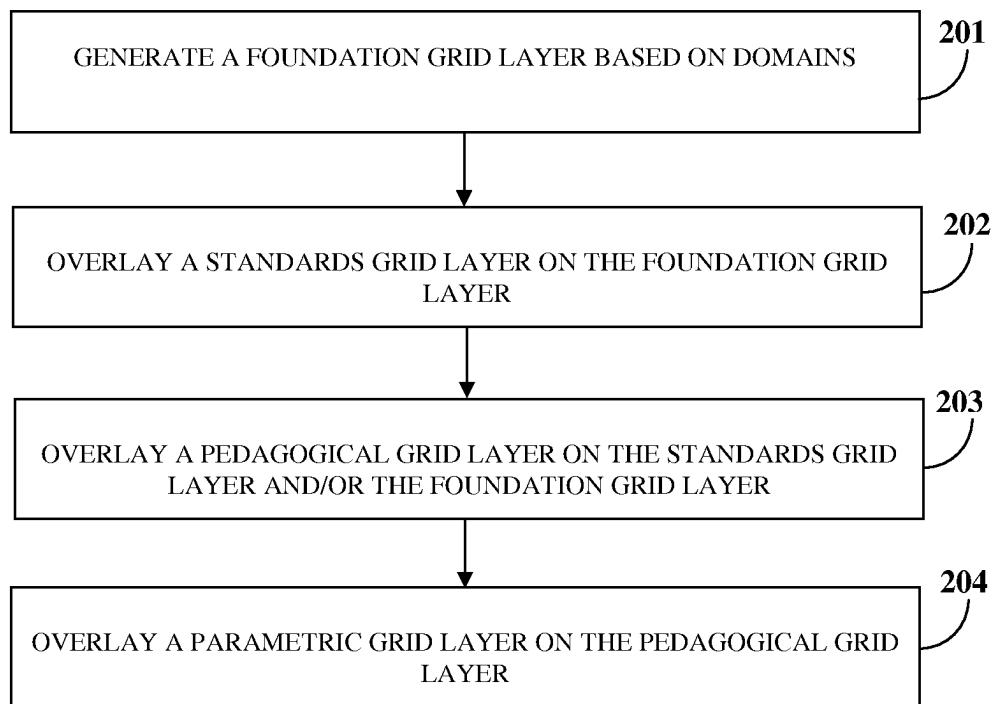 201
GENERATE A FOUNDATION GRID LAYER BASED ON DOMAINS
202
OVERLAY A STANDARDS GRID LAYER ON THE FOUNDATION GRID
LAYER
203
OVERLAY A PEDAGOGICAL GRID LAYER ON THE STANDARDS GRID
LAYER AND/OR THE FOUNDATION GRID LAYER
204
OVERLAY A PARAMETRIC GRID LAYER ON THE PEDAGOGICAL GRID
LAYER